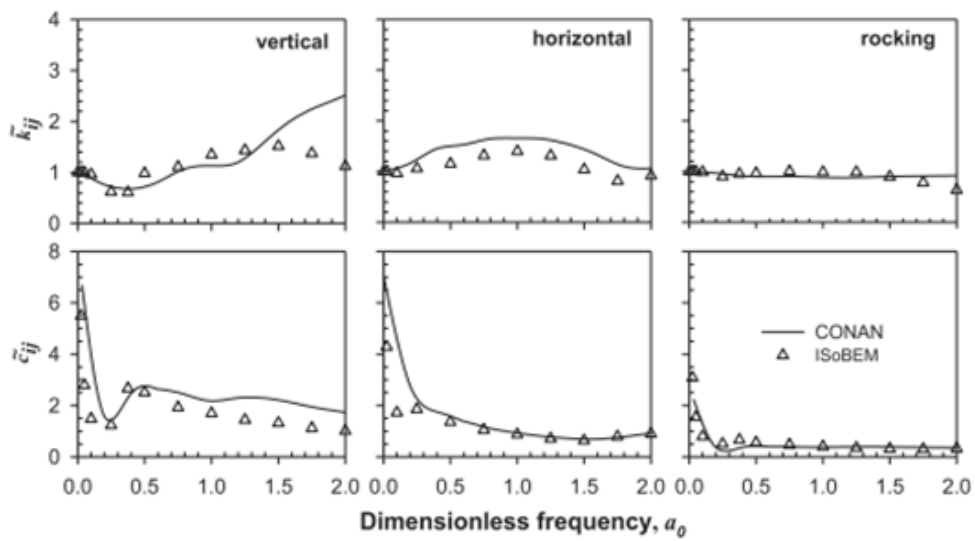 4
3
2
1
0
k̃ij
vertical
horizontal
rocking
8
6
4
2
0
c̃ij
CONAN
ISoBEM
0.0 0.5 1.0 1.5 2.0
0.0 0.5 1.0 1.5 2.0
0.0 0.5 1.0 1.5 2.0
Dimensionless frequency, a0